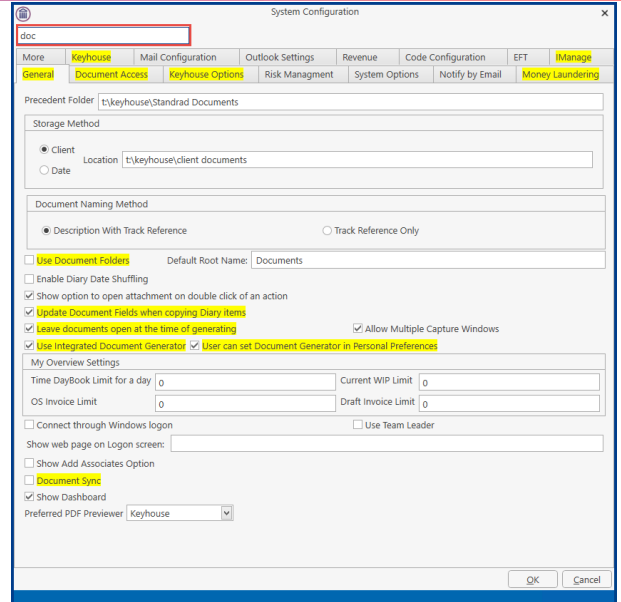 System Configuration
doc
More Keyhouse Mail Configuration Outlook Settings Revenue Code Configuration EFT IManage
General Document Access Keyhouse Options Risk Managment System Options Notify by Email Money Laundering
Precedent Folder t:\keyhouse\Standrad Documents
Storage Method
Client
Location t:\keyhouse\client documents
Date
Document Naming Method
Description With Track Reference Track Reference Only
Use Document Folders Default Root Name: Documents
Enable Diary Date Shuffling
Show option to open attachment on double click of an action
Update Document Fields when copying Diary items
Leave documents open at the time of generating Allow Multiple Capture Windows
Use Integrated Document Generator User can set Document Generator in Personal Preferences
My Overview Settings
Time DayBook Limit for a day 0 Current WIP Limit 0
OS Invoice Limit 0 Draft Invoice Limit 0
Connect through Windows logon Use Team Leader
Show web page on Logon screen:
Show Add Associates Option
Document Sync
Show Dashboard
Preferred PDF Previewer Keyhouse
OK Cancel